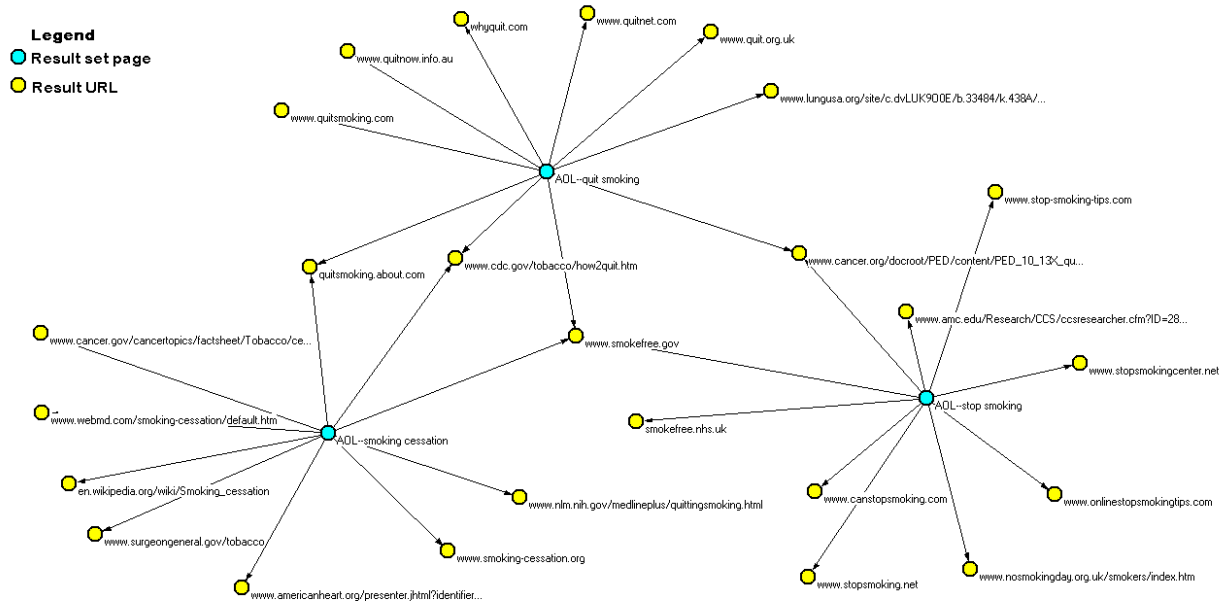 Legend
Result set page
Result URL
whyquit.com
www.quitnet.com
www.quit.org.uk
www.quitnow.info.au
www.lungusa.org/site/c.dvLUK9O0E/b.33484/k.438A/...
www.quitsmoking.com
AOL--quit smoking
www.stop-smoking-tips.com
www.cancer.org/docroot/PED/content/PED_10_13X_qu...
www.cdc.gov/tobacco/how2quit.htm
quitsmoking.about.com
www.amc.edu/Research/CCS/ccsresearcher.cfm?ID=28...
www.cancer.gov/cancertopics/factsheet/Tobacco/ce...
www.smokefree.gov
www.stopsmokingcenter.net
AOL--stop smoking
www.webmd.com/smoking-cessation/default.htm
smokefree.nhs.uk
AOL--smoking cessation
en.wikipedia.org/wiki/Smoking_cessation
www.nlm.nih.gov/medlineplus/quittingsmoking.html
www.canstopsmoking.com
www.onlinestopsmokingtips.com
www.surgeongeneral.gov/tobacco
www.smoking-cessation.org
www.stopsmoking.net
www.nosmokingday.org.uk/smokers/index.htm
www.americanheart.org/presenter.jhtml?identifier...